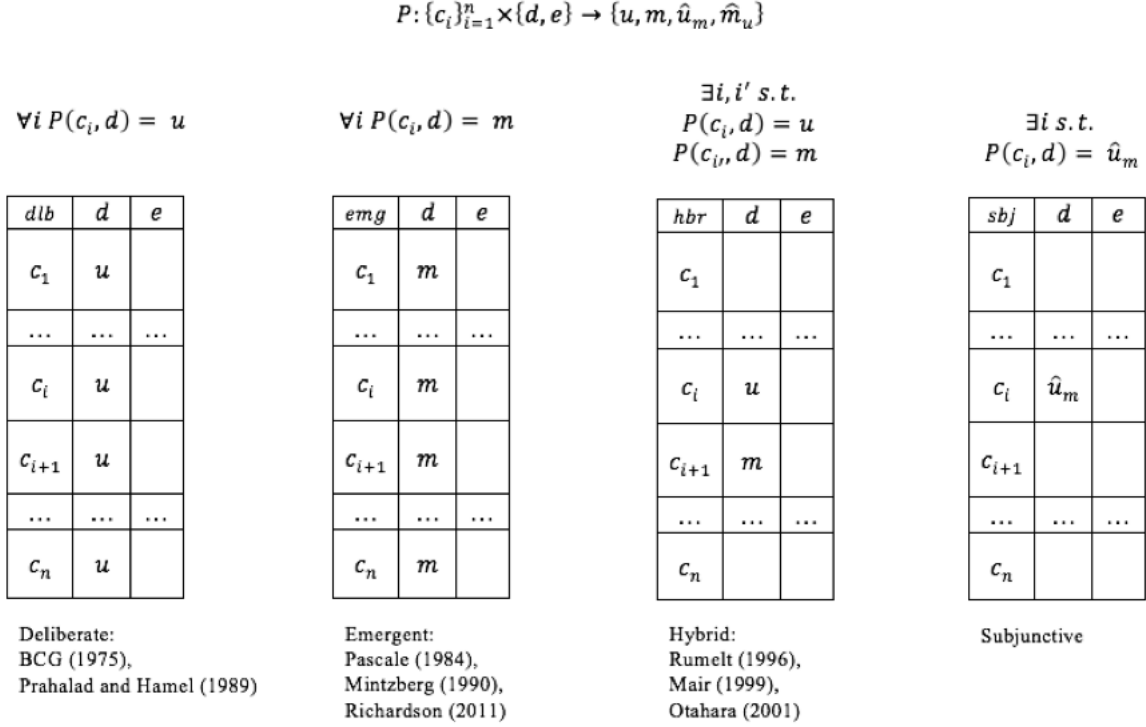 P: {c_i}_{i=1}^n × {d, e} → {u, m, û_m, m̂_u}
∀i P(c_i, d) = u
∀i P(c_i, d) = m
∃i, i′ s.t.
P(c_i, d) = u
P(c_{i′}, d) = m
∃i s.t.
P(c_i, d) = û_m
dlb d e
c_1 u
… … …
c_i u
c_{i+1} u
… … …
c_n u
emg d e
c_1 m
… … …
c_i m
c_{i+1} m
… … …
c_n m
hbr d e
c_1
… … …
c_i u
c_{i+1} m
… … …
c_n
sbj d e
c_1
… … …
c_i û_m
c_{i+1}
… … …
c_n
Deliberate:
BCG (1975),
Prahalad and Hamel (1989)
Emergent:
Pascale (1984),
Mintzberg (1990),
Richardson (2011)
Hybrid:
Rumelt (1996),
Mair (1999),
Otahara (2001)
Subjunctive